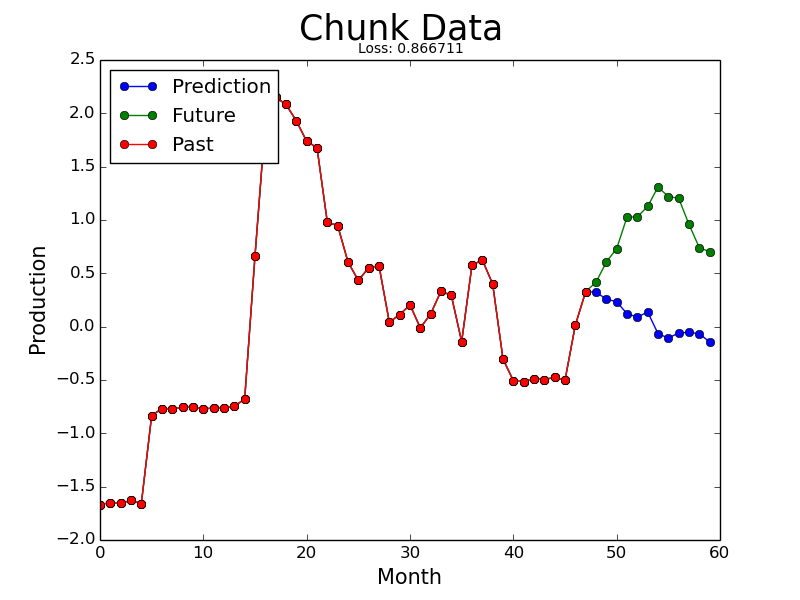 Chunk Data
Loss: 0.866711
Prediction
Future
Past
2.5
2.0
1.5
1.0
0.5
0.0
−0.5
−1.0
−1.5
−2.0
Production
0 10 20 30 40 50 60
Month